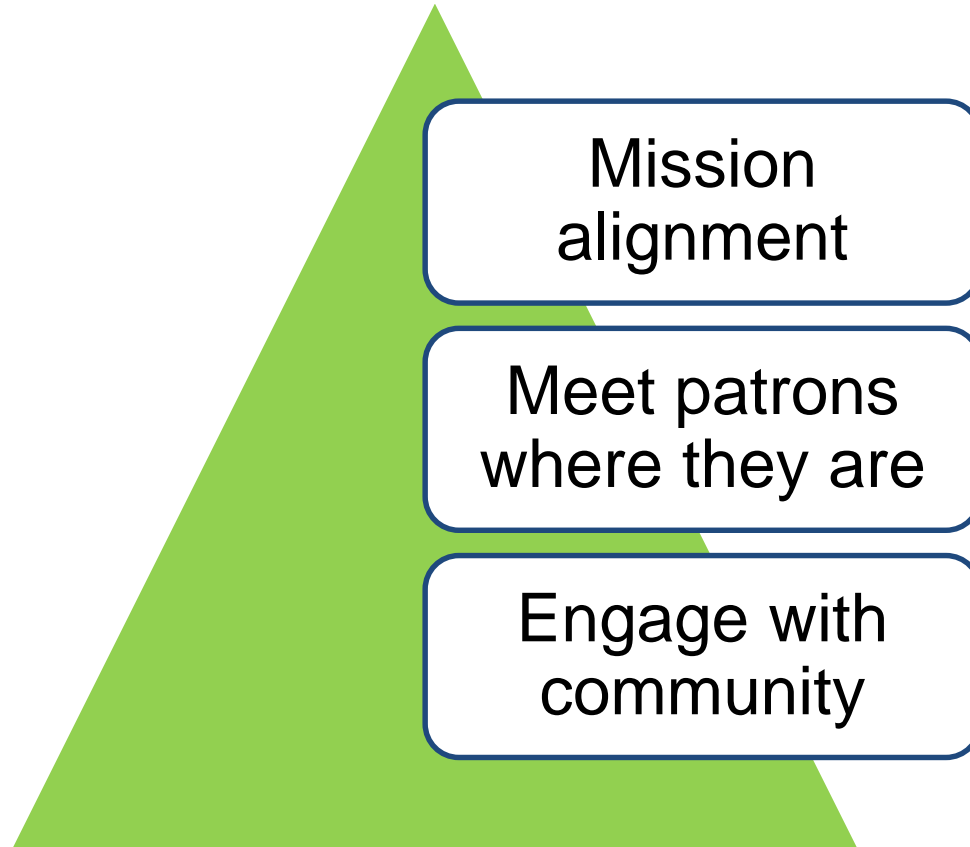 Mission
alignment
Meet patrons
where they are
Engage with
community